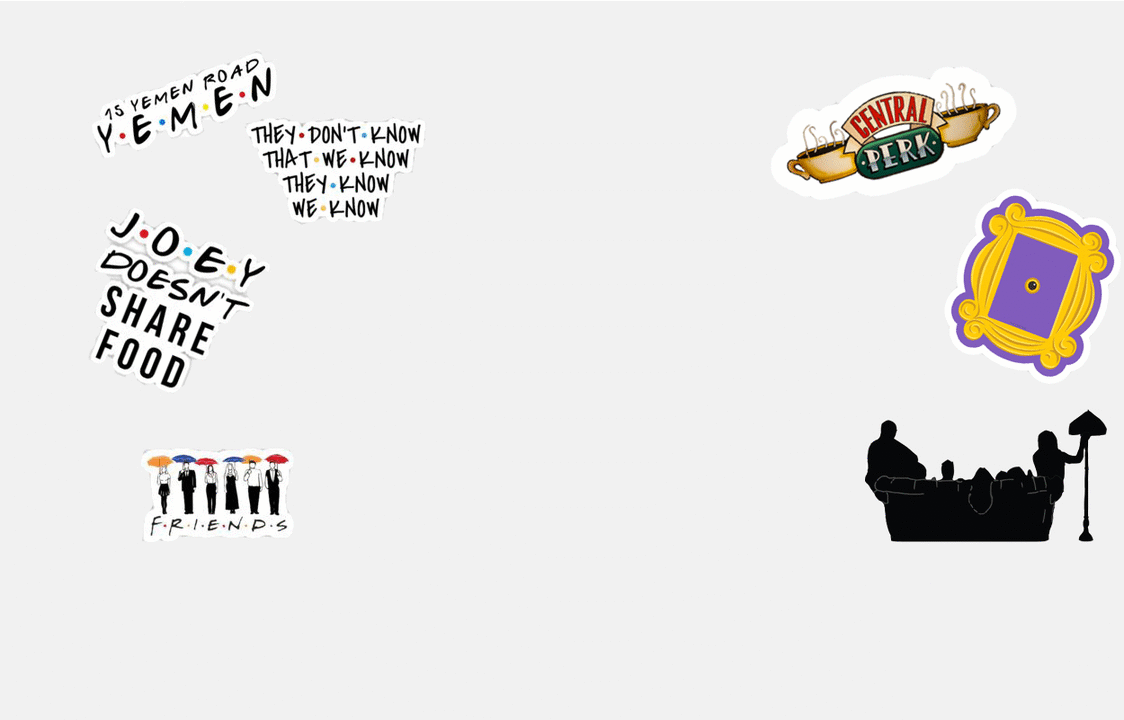 15 YEMEN ROAD
Y•E•M•E•N
THEY•DON'T•KNOW
THAT•WE•KNOW
THEY•KNOW
WE•KNOW
J•O•E•Y
DOESN'T
SHARE
FOOD
F•R•I•E•N•D•S
CENTRAL
PERK